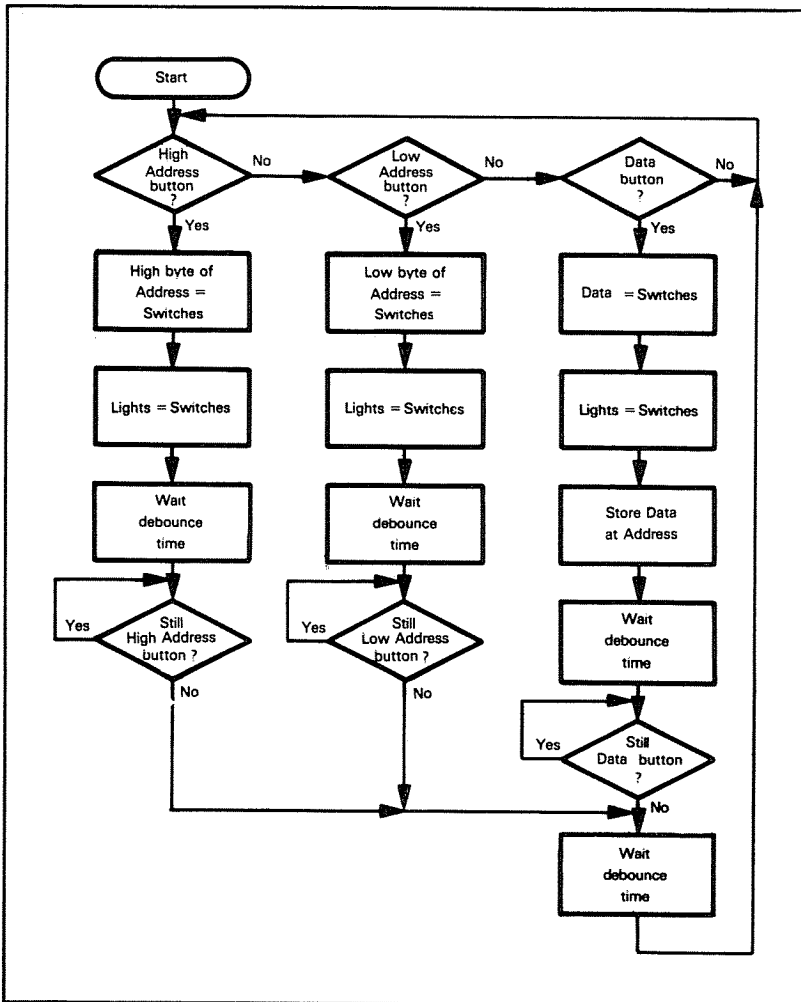 Start
High
Address
button
?
No
Yes
Low
Address
button
?
No
Yes
Data
button
?
No
Yes
High byte of
Address =
Switches
Low byte of
Address =
Switches
Data = Switches
Lights = Switches
Lights = Switches
Lights = Switches
Wait
debounce
time
Wait
debounce
time
Store Data
at Address
Still
High Address
button ?
Yes
No
Still
Low Address
button ?
Yes
No
Wait
debounce
time
Still
Data button
?
Yes
No
Wait
debounce
time